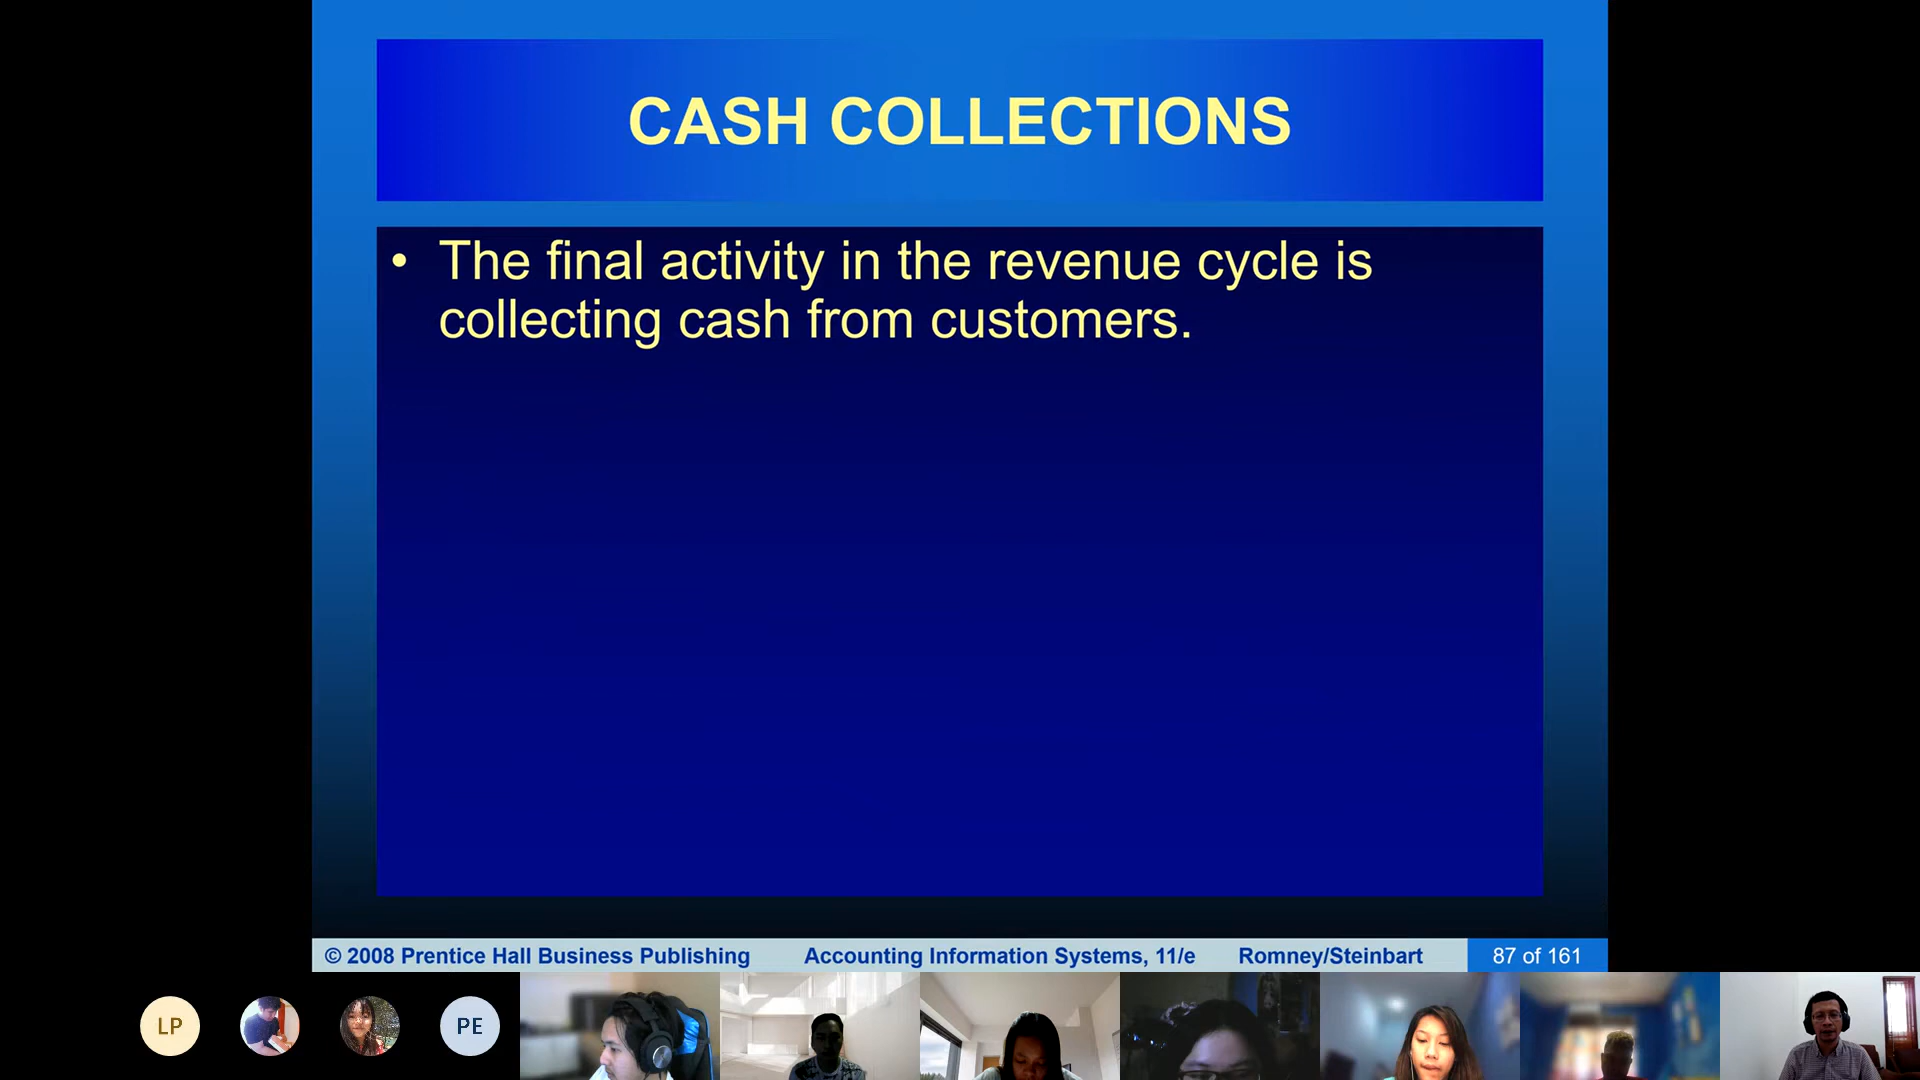 CASH COLLECTIONS
• The final activity in the revenue cycle is
collecting cash from customers.
© 2008 Prentice Hall Business Publishing Accounting Information Systems, 11/e Romney/Steinbart 87 of 161
LP PE